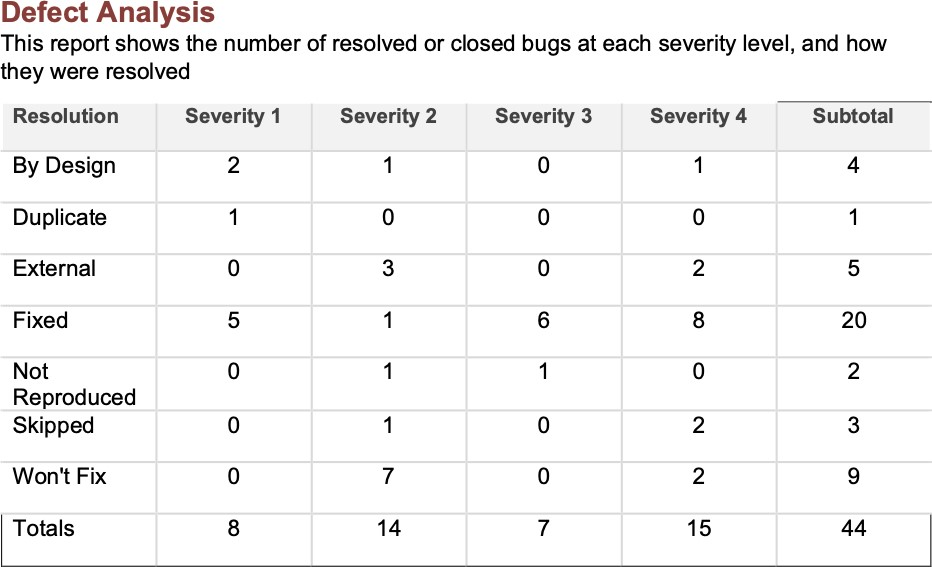 Defect Analysis
This report shows the number of resolved or closed bugs at each severity level, and how
they were resolved
Resolution Severity 1 Severity 2 Severity 3 Severity 4 Subtotal
By Design 2 1 0 1 4
Duplicate 1 0 0 0 1
External 0 3 0 2 5
Fixed 5 1 6 8 20
Not 0 1 1 0 2
Reproduced
Skipped 0 1 0 2 3
Won't Fix 0 7 0 2 9
Totals 8 14 7 15 44